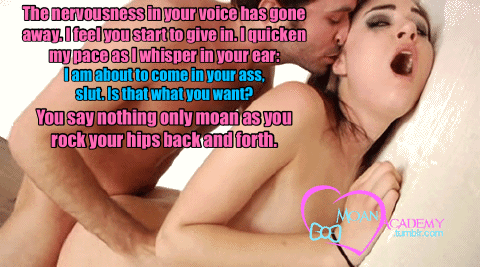 The nervousness in your voice has gone
away. I feel you start to give in. I quicken
my pace as I whisper in your ear:
I am about to come in your ass,
slut. Is that what you want?
You say nothing only moan as you
rock your hips back and forth.
MOAN
ACADEMY
.tumblr.com